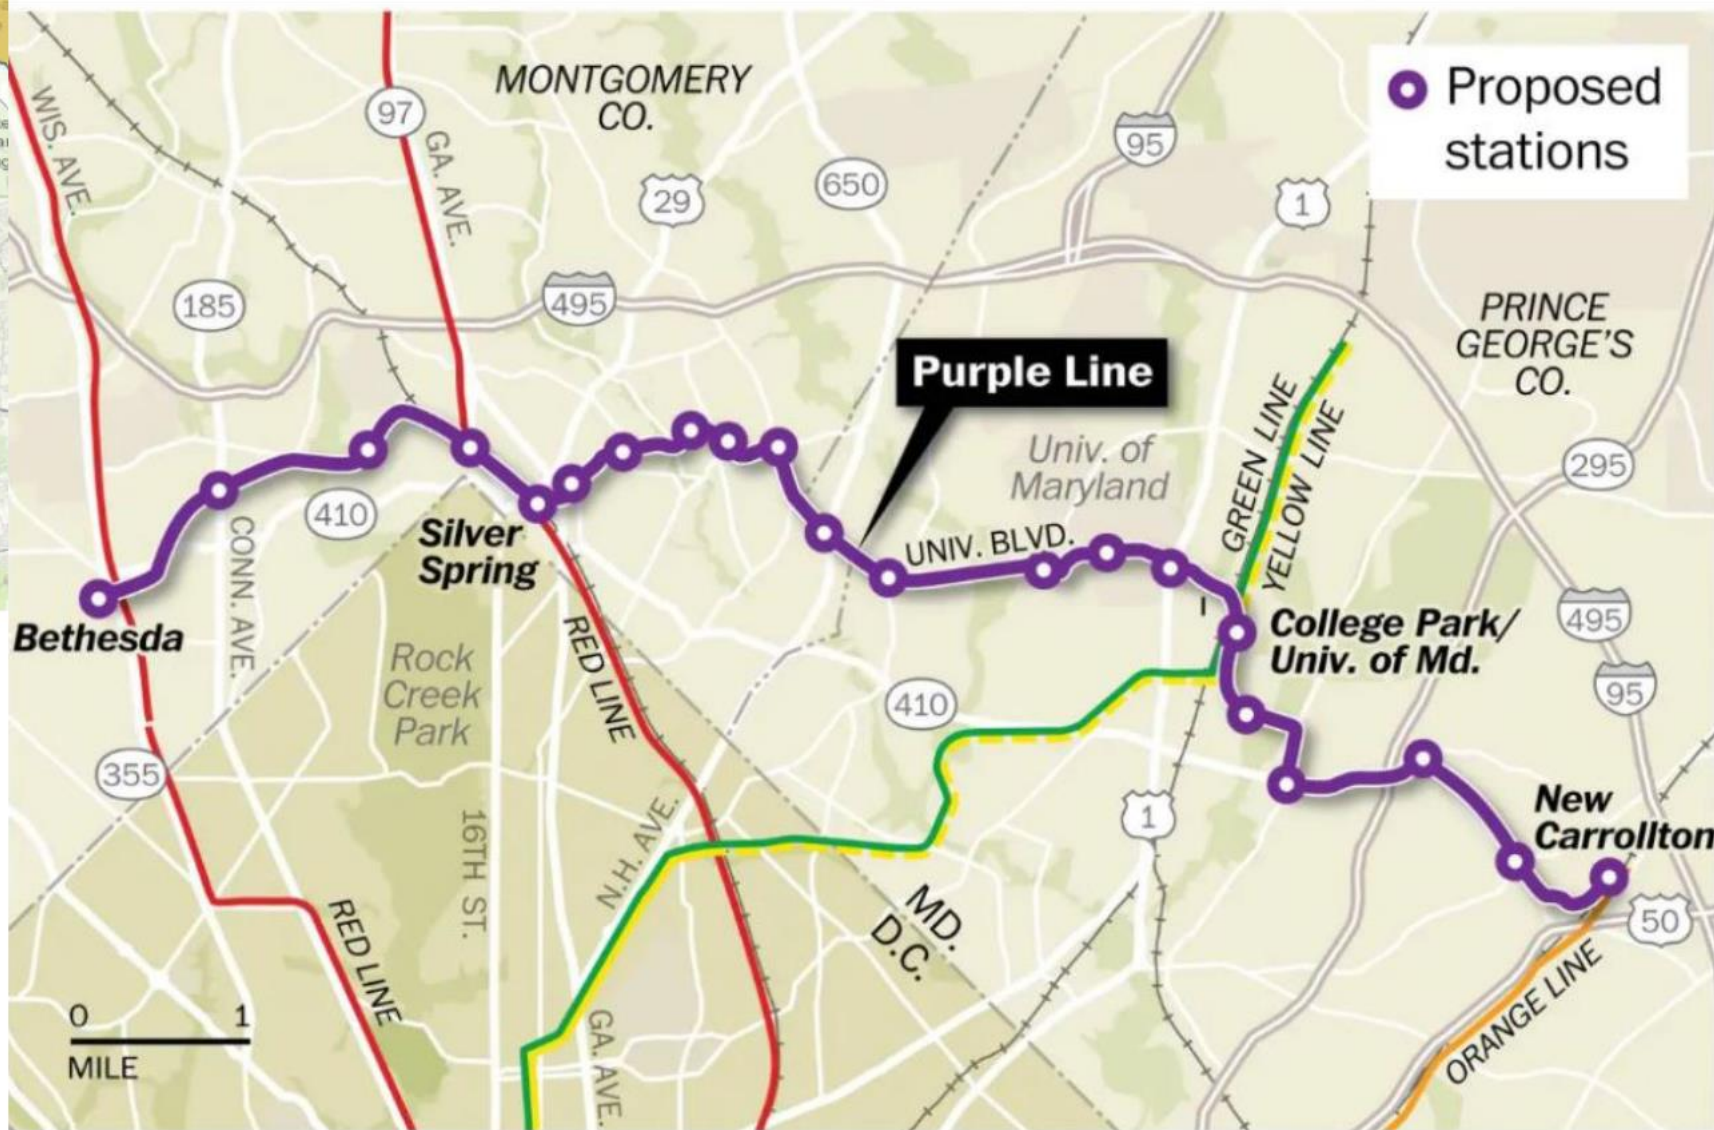 MONTGOMERY
CO.
Proposed
stations
WIS. AVE.
97
GA. AVE.
29
650
95
1
185
495
PRINCE
GEORGE'S
CO.
Purple Line
Univ. of
Maryland
GREEN LINE
YELLOW LINE
295
410
CONN. AVE.
Silver
Spring
UNIV. BLVD.
Bethesda
Rock
Creek
Park
RED LINE
College Park/
Univ. of Md.
495
95
410
355
16TH ST.
N.H. AVE.
1
New
Carrollton
RED LINE
MD.
D.C.
50
0 1
MILE
GA. AVE.
ORANGE LINE